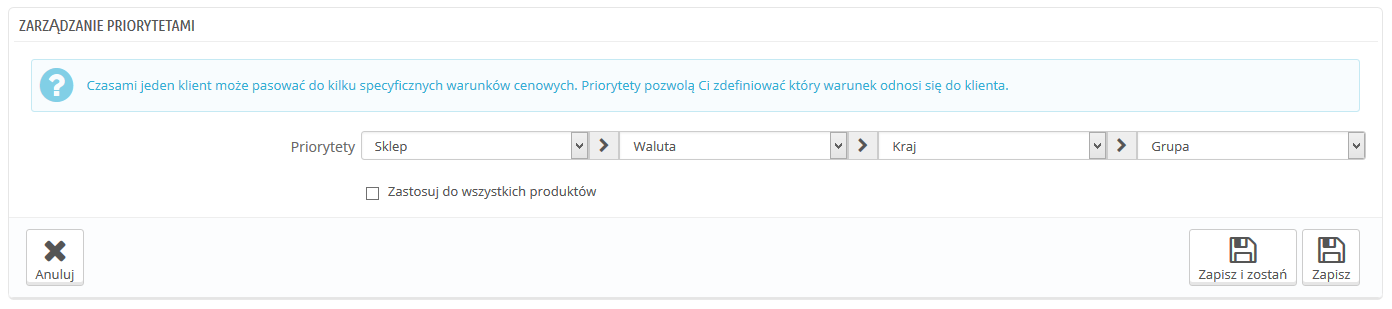 ZARZĄDZANIE PRIORYTETAMI
Czasami jeden klient może pasować do kilku specyficznych warunków cenowych. Priorytety pozwolą Ci zdefiniować który warunek odnosi się do klienta.
Priorytety Sklep Waluta Kraj Grupa
Zastosuj do wszystkich produktów
Anuluj Zapisz i zostań Zapisz